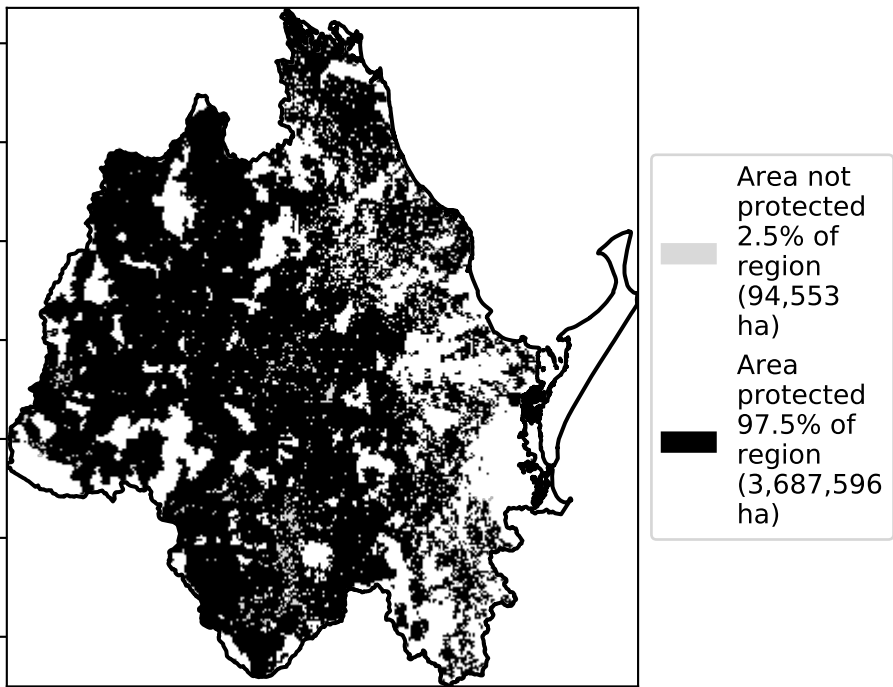 Area not
protected
2.5% of
region
(94,553
ha)
Area
protected
97.5% of
region
(3,687,596
ha)